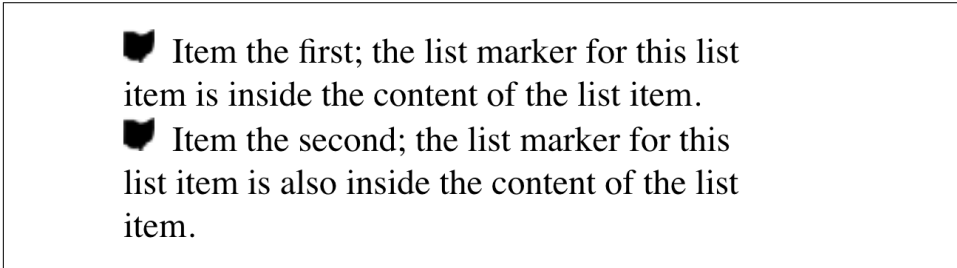 Item the first; the list marker for this list
item is inside the content of the list item.
Item the second; the list marker for this
list item is also inside the content of the list
item.